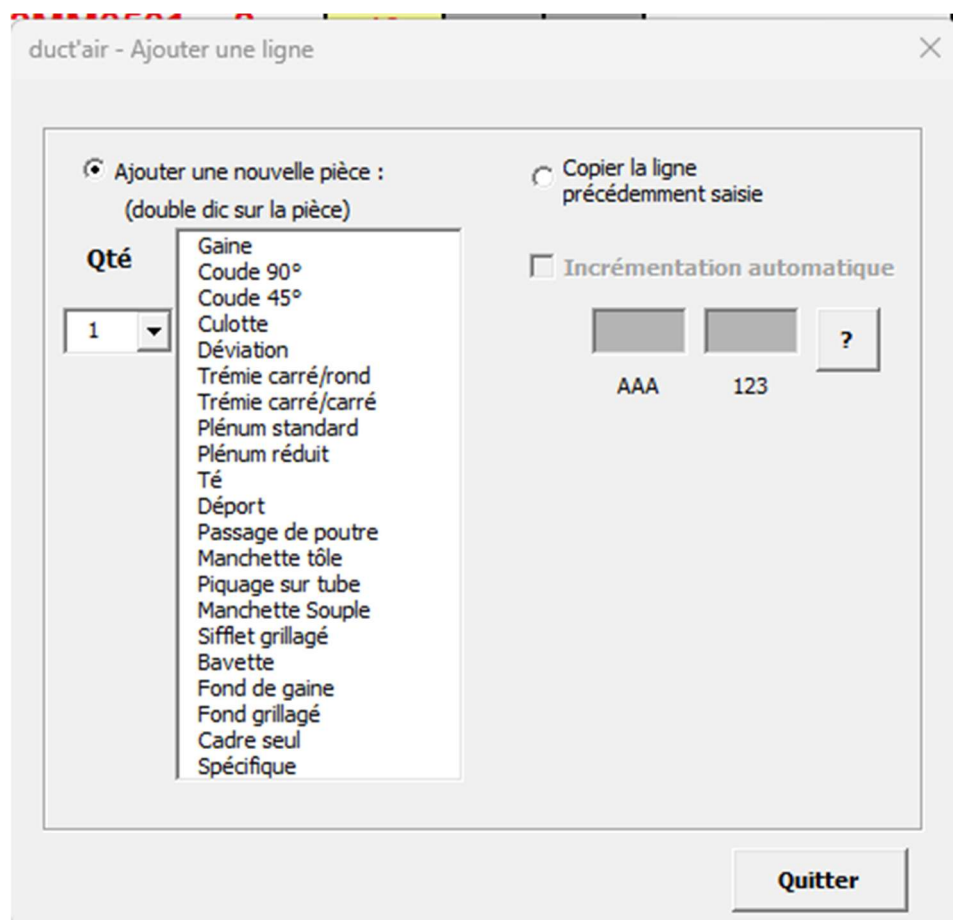 duct'air - Ajouter une ligne
Ajouter une nouvelle pièce :
(double clic sur la pièce)
Copier la ligne
précédemment saisie
Qté
1
Gaine
Coude 90°
Coude 45°
Culotte
Déviation
Trémie carré/rond
Trémie carré/carré
Plénum standard
Plénum réduit
Té
Déport
Passage de poutre
Manchette tôle
Piquage sur tube
Manchette Souple
Sifflet grillagé
Bavette
Fond de gaine
Fond grillagé
Cadre seul
Spécifique
Incrémentation automatique
?
AAA
123
Quitter